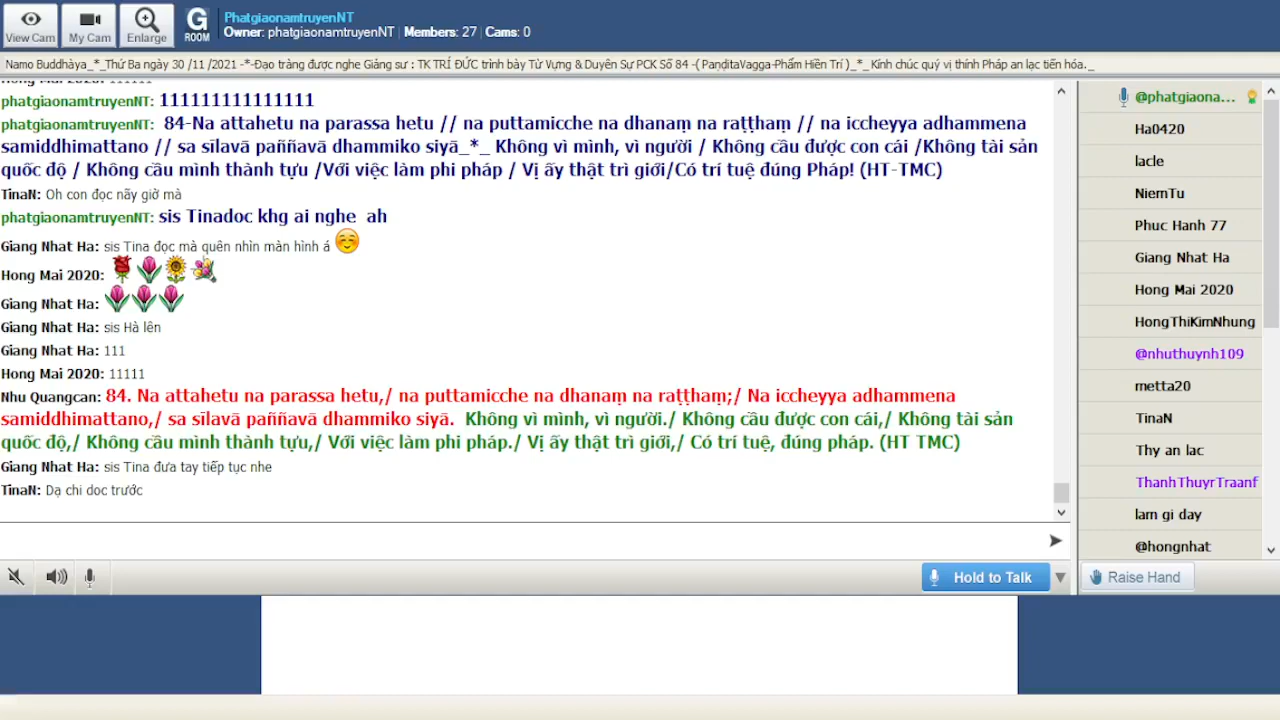 View Cam
My Cam
Enlarge
G
ROOM
PhatgiaonamtruyenNT
Owner: phatgiaonamtruyenNT | Members: 27 | Cams: 0
Namo Buddhàya_*_Thứ Ba ngày 30 /11 /2021 -*-Đạo tràng được nghe Giảng sư : TK TRÍ ĐỨC trình bày Từ Vựng & Duyên Sự PCK Số 84 -( PaṇḍitaVagga-Phẩm Hiền Trí )_*_ Kính chúc quý vị thính Pháp an lạc tiến hóa._
phatgiaonamtruyenNT: 111111111111111
phatgiaonamtruyenNT: 84-Na attahetu na parassa hetu // na puttamicche na dhanaṃ na raṭṭhaṃ // na iccheyya adhammena
samiddhimattano // sa sīlavā paññavā dhammiko siyā_*_ Không vì mình, vì người / Không cầu được con cái /Không tài sản
quốc độ / Không cầu mình thành tựu /Với việc làm phi pháp / Vị ấy thật trì giới/Có trí tuệ đúng Pháp! (HT-TMC)
TinaN: Oh con đọc nãy giờ mà
phatgiaonamtruyenNT: sis Tinadoc khg ai nghe ah
Giang Nhat Ha: sis Tina đọc mà quên nhìn màn hình á
Hong Mai 2020:
Giang Nhat Ha:
Giang Nhat Ha: sis Hà lên
Giang Nhat Ha: 111
Hong Mai 2020: 11111
Nhu Quangcan: 84. Na attahetu na parassa hetu,/ na puttamicche na dhanaṃ na raṭṭhaṃ;/ Na iccheyya adhammena
samiddhimattano,/ sa sīlavā paññavā dhammiko siyā. Không vì mình, vì người./ Không cầu được con cái,/ Không tài sản
quốc độ,/ Không cầu mình thành tựu,/ Với việc làm phi pháp./ Vị ấy thật trì giới,/ Có trí tuệ, đúng pháp. (HT TMC)
Giang Nhat Ha: sis Tina đưa tay tiếp tục nhe
TinaN: Dạ chi doc trước
Hold to Talk
@phatgiaona...
Ha0420
lacle
NiemTu
Phuc Hanh 77
Giang Nhat Ha
Hong Mai 2020
HongThiKimNhung
@nhuthuynh109
metta20
TinaN
Thy an lac
ThanhThuyrTraanf
lam gi day
@hongnhat
Raise Hand